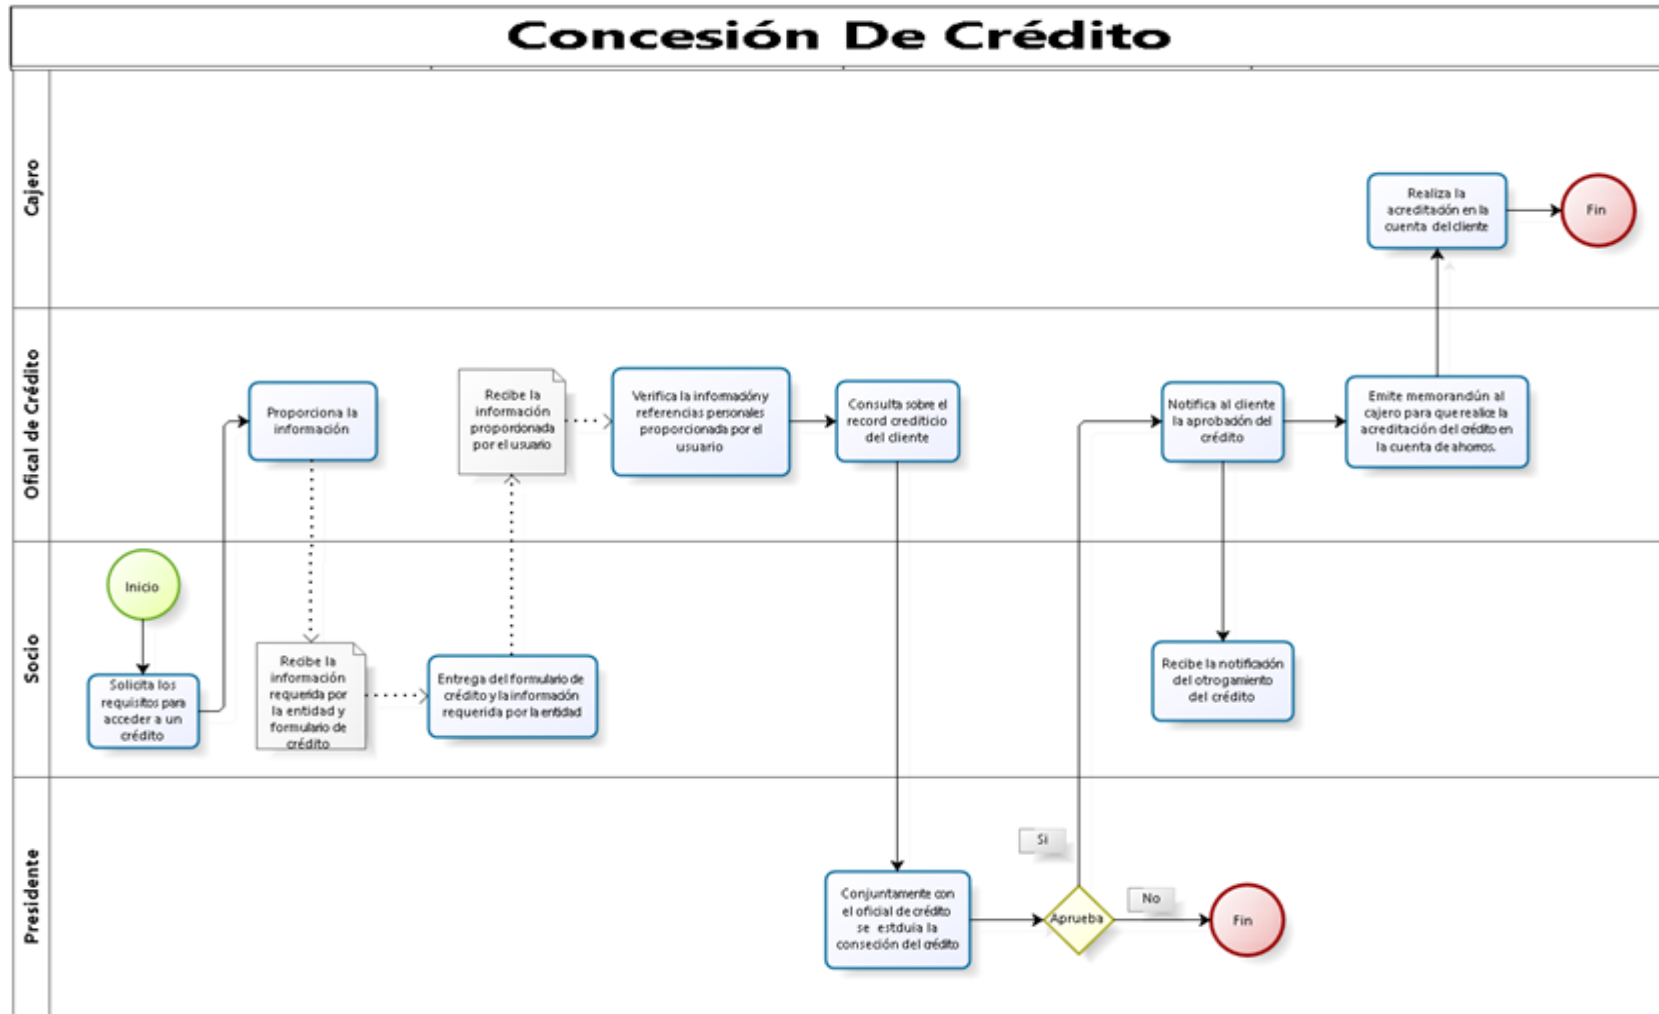 Concesión De Crédito
Cajero
Realiza la
acreditación en la
cuenta del cliente
Fin
Ofical de Crédito
Proporciona la
información
Recibe la
información
proporcionada
por el usuario
Verifica la información y
referencias personales
proporcionada por el
usuario
Consulta sobre el
record crediticio
del cliente
Notifica al cliente
la aprobación del
crédito
Emite memorandún al
cajero para que realice la
acreditación del crédito en
la cuenta de ahorros.
Socio
Inicio
Solicita los
requisitos para
acceder a un
crédito
Recibe la
información
requerida por
la entidad y
formulario de
crédito
Entrega del formulario de
crédito y la información
requerida por la entidad
Recibe la notificación
del otrogamiento
del crédito
Presidente
Conjuntamente con
el oficial de crédito
se estduia la
conseción del crédito
Aprueba
Si
No
Fin